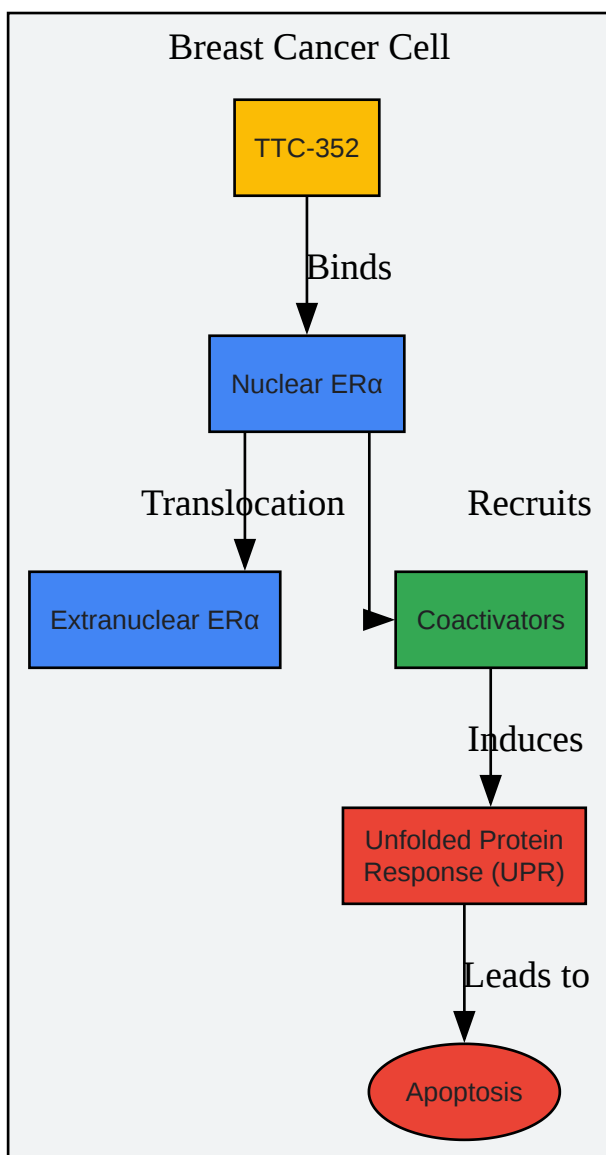 Breast Cancer Cell
TTC-352
Binds
Nuclear ERα
Translocation
Recruits
Extranuclear ERα
Coactivators
Induces
Unfolded Protein
Response (UPR)
Leads to
Apoptosis